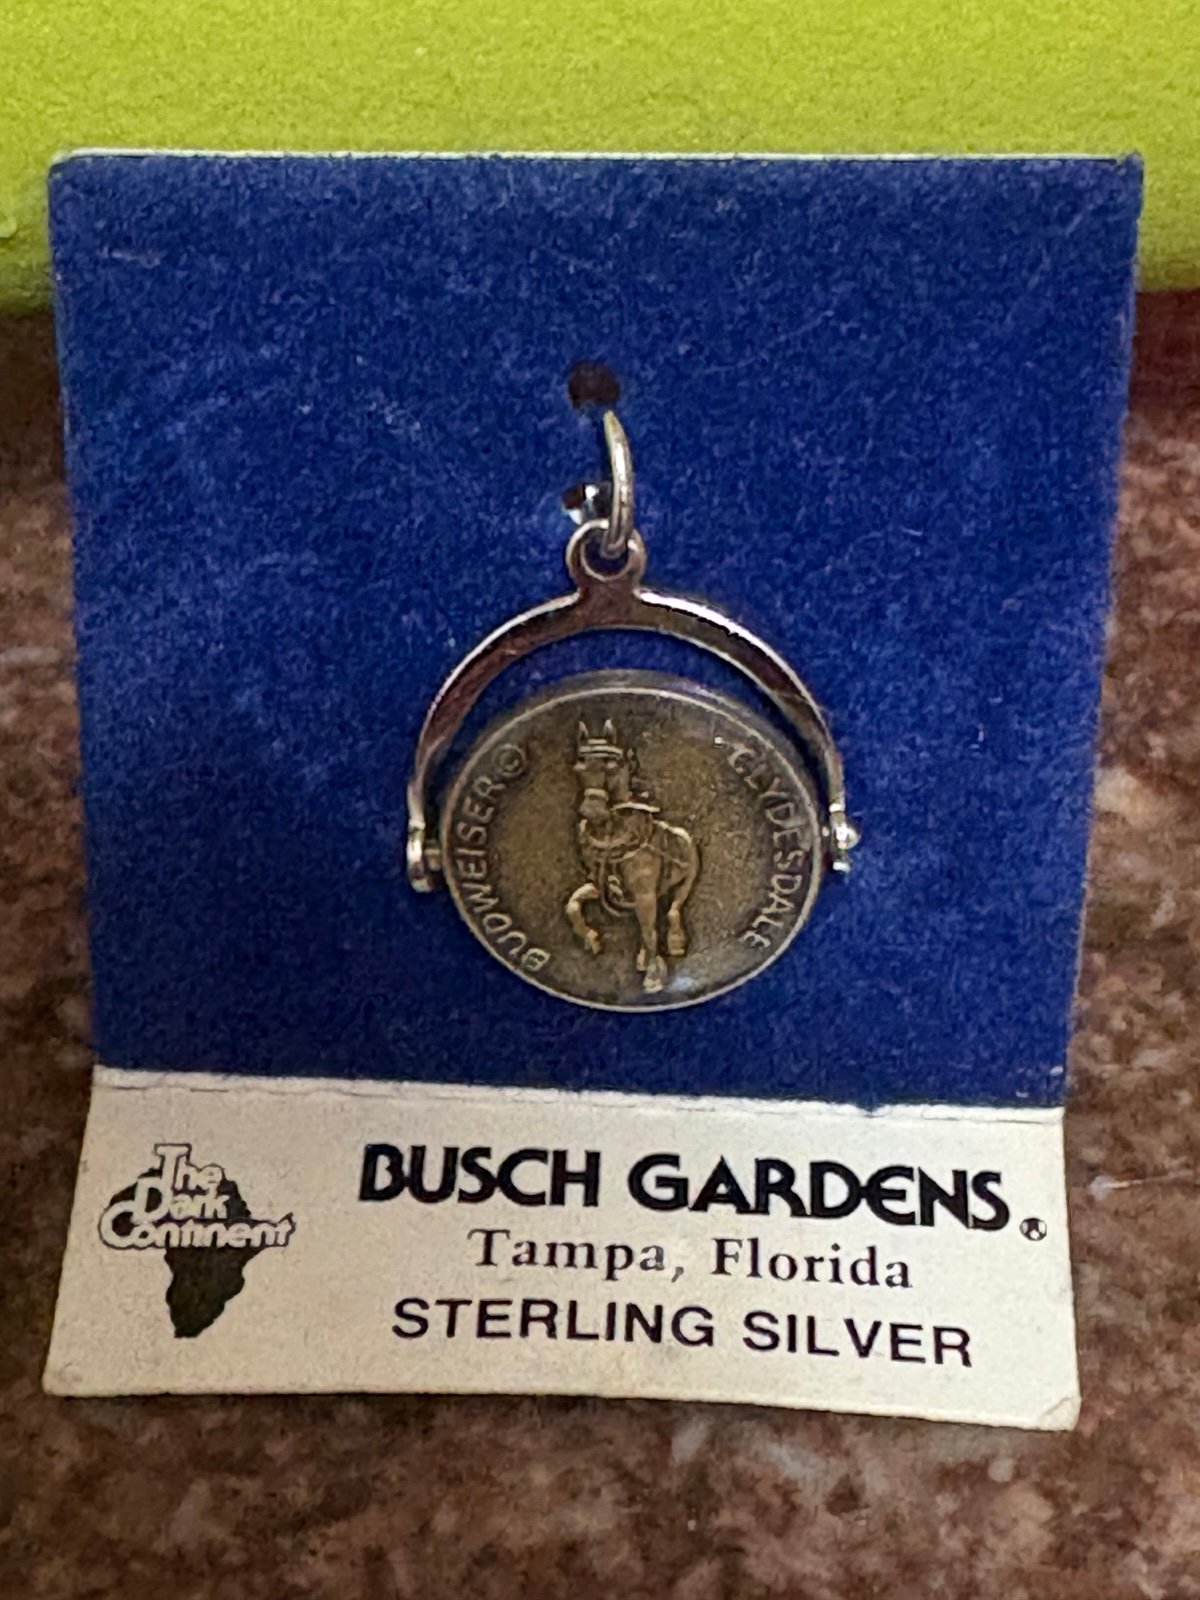 BUDWEISER ©
CLYDESDALE
The
Dark
Continent
BUSCH GARDENS®
Tampa, Florida
STERLING SILVER